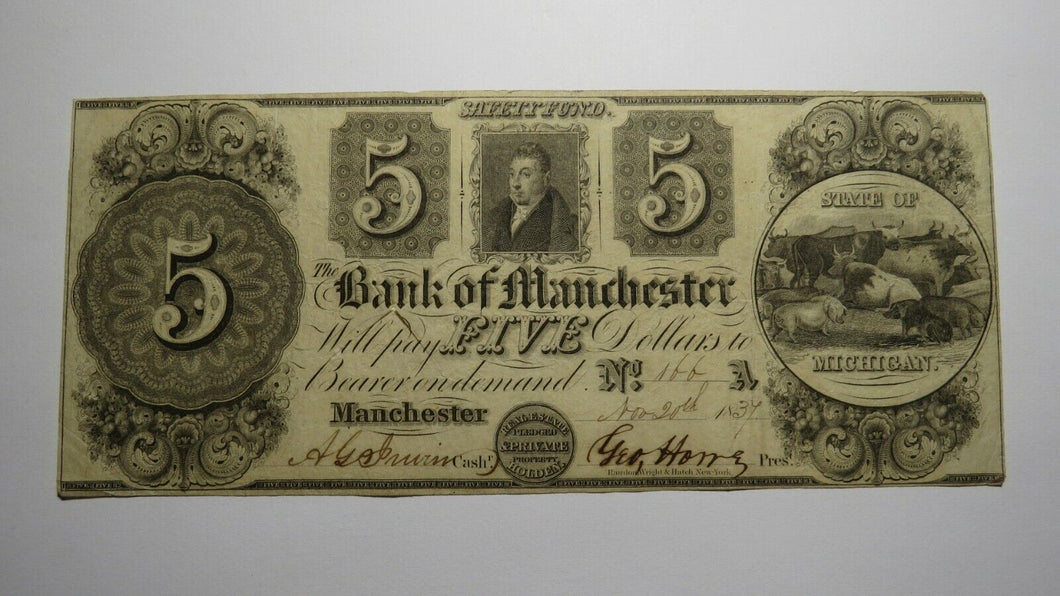 SAFETY FUND.
5 5 5
The Bank of Manchester
Will pay FIVE Dollars to
Bearer on demand. No. 166 A
Manchester Nov 20th 1837
REAL ESTATE
PLEDGED
& PRIVATE
PROPERTY
HOLDEN
A G Irwin Cashr.
Geo Howe Pres.
Rawdon, Wright & Hatch New-York
STATE OF
MICHIGAN.